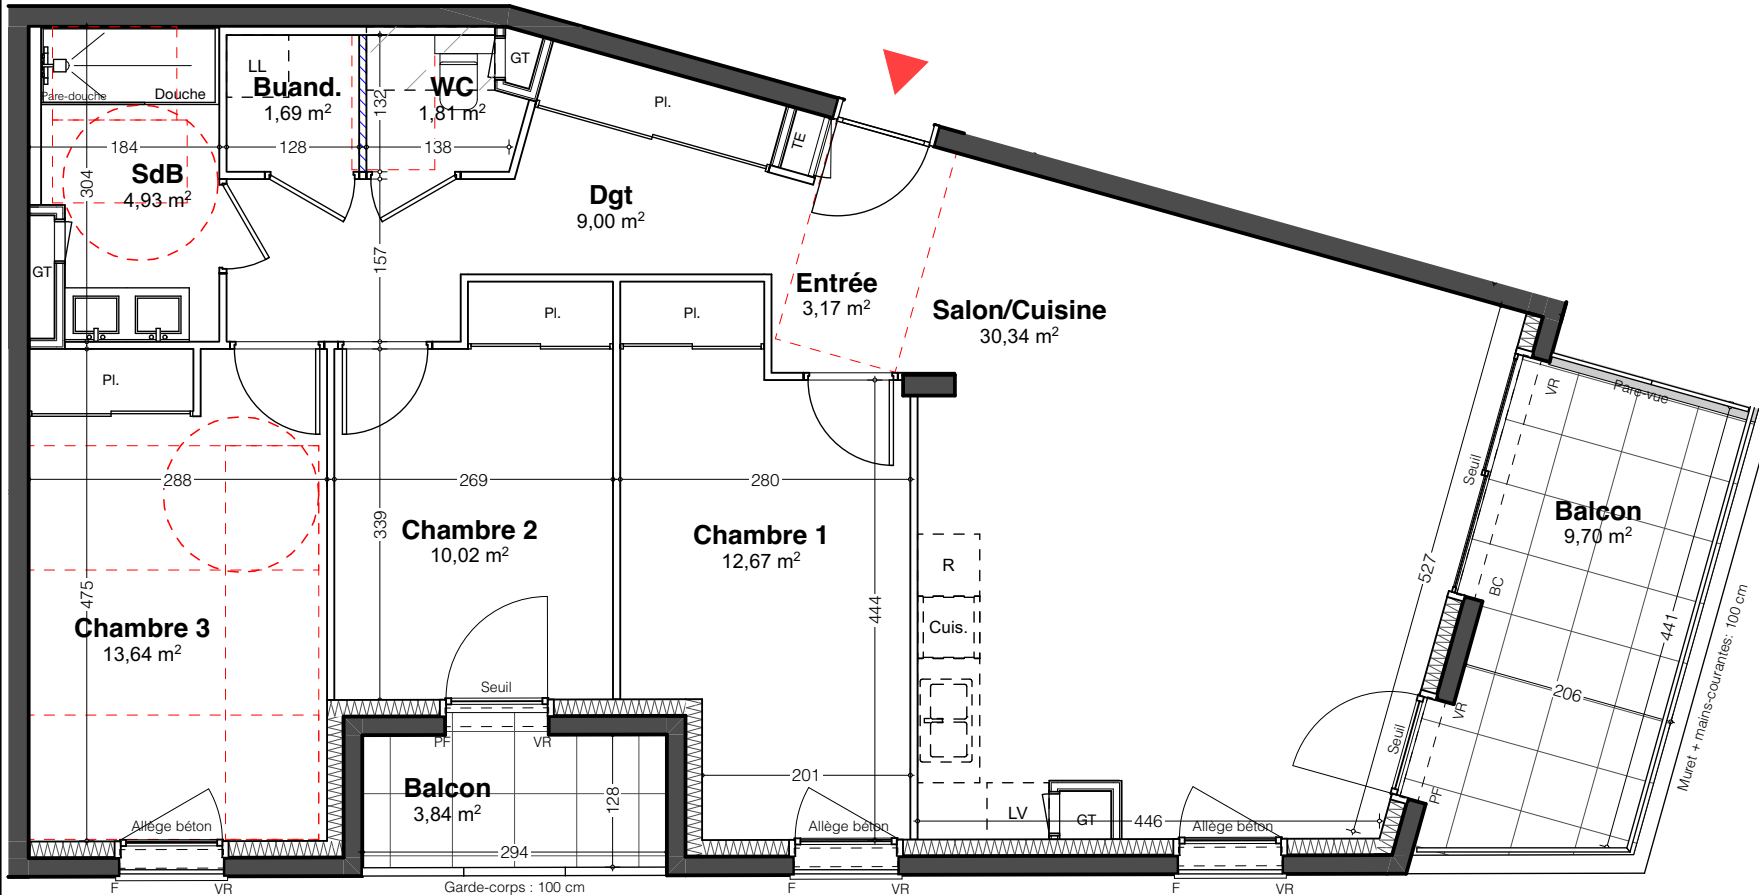 GT
LL
Buand.
1,69 m²
WC
1,81 m²
132
Pare-douche
Douche
Pl.
TE
184
128
138
304
SdB
4,93 m²
Dgt
9,00 m²
157
GT
Entrée
3,17 m²
Salon/Cuisine
30,34 m²
Pl.
Pl.
Pl.
VR
Pare-vue
Seuil
288
269
280
339
Chambre 2
10,02 m²
Chambre 1
12,67 m²
Balcon
9,70 m²
R
527
BC
475
444
Cuis.
441
Muret + mains-courantes: 100 cm
Chambre 3
13,64 m²
Seuil
206
PF
VR
VR
Seuil
201
Balcon
3,84 m²
128
PF
LV
GT
446
Allège béton
Allège béton
Allège béton
294
F
VR
Garde-corps : 100 cm
F
VR
F
VR